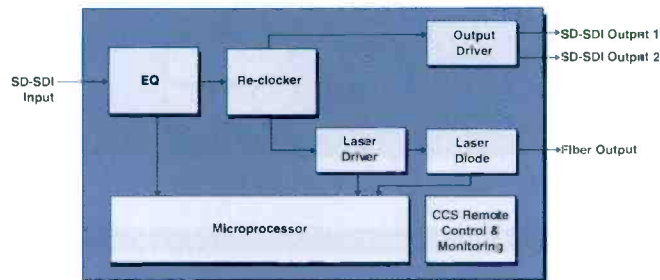 SD-SDI
Input
EQ
Re-clocker
Output
Driver
SD-SDI Output 1
SD-SDI Output 2
Laser
Driver
Laser
Diode
Fiber Output
Microprocessor
CCS Remote
Control &
Monitoring